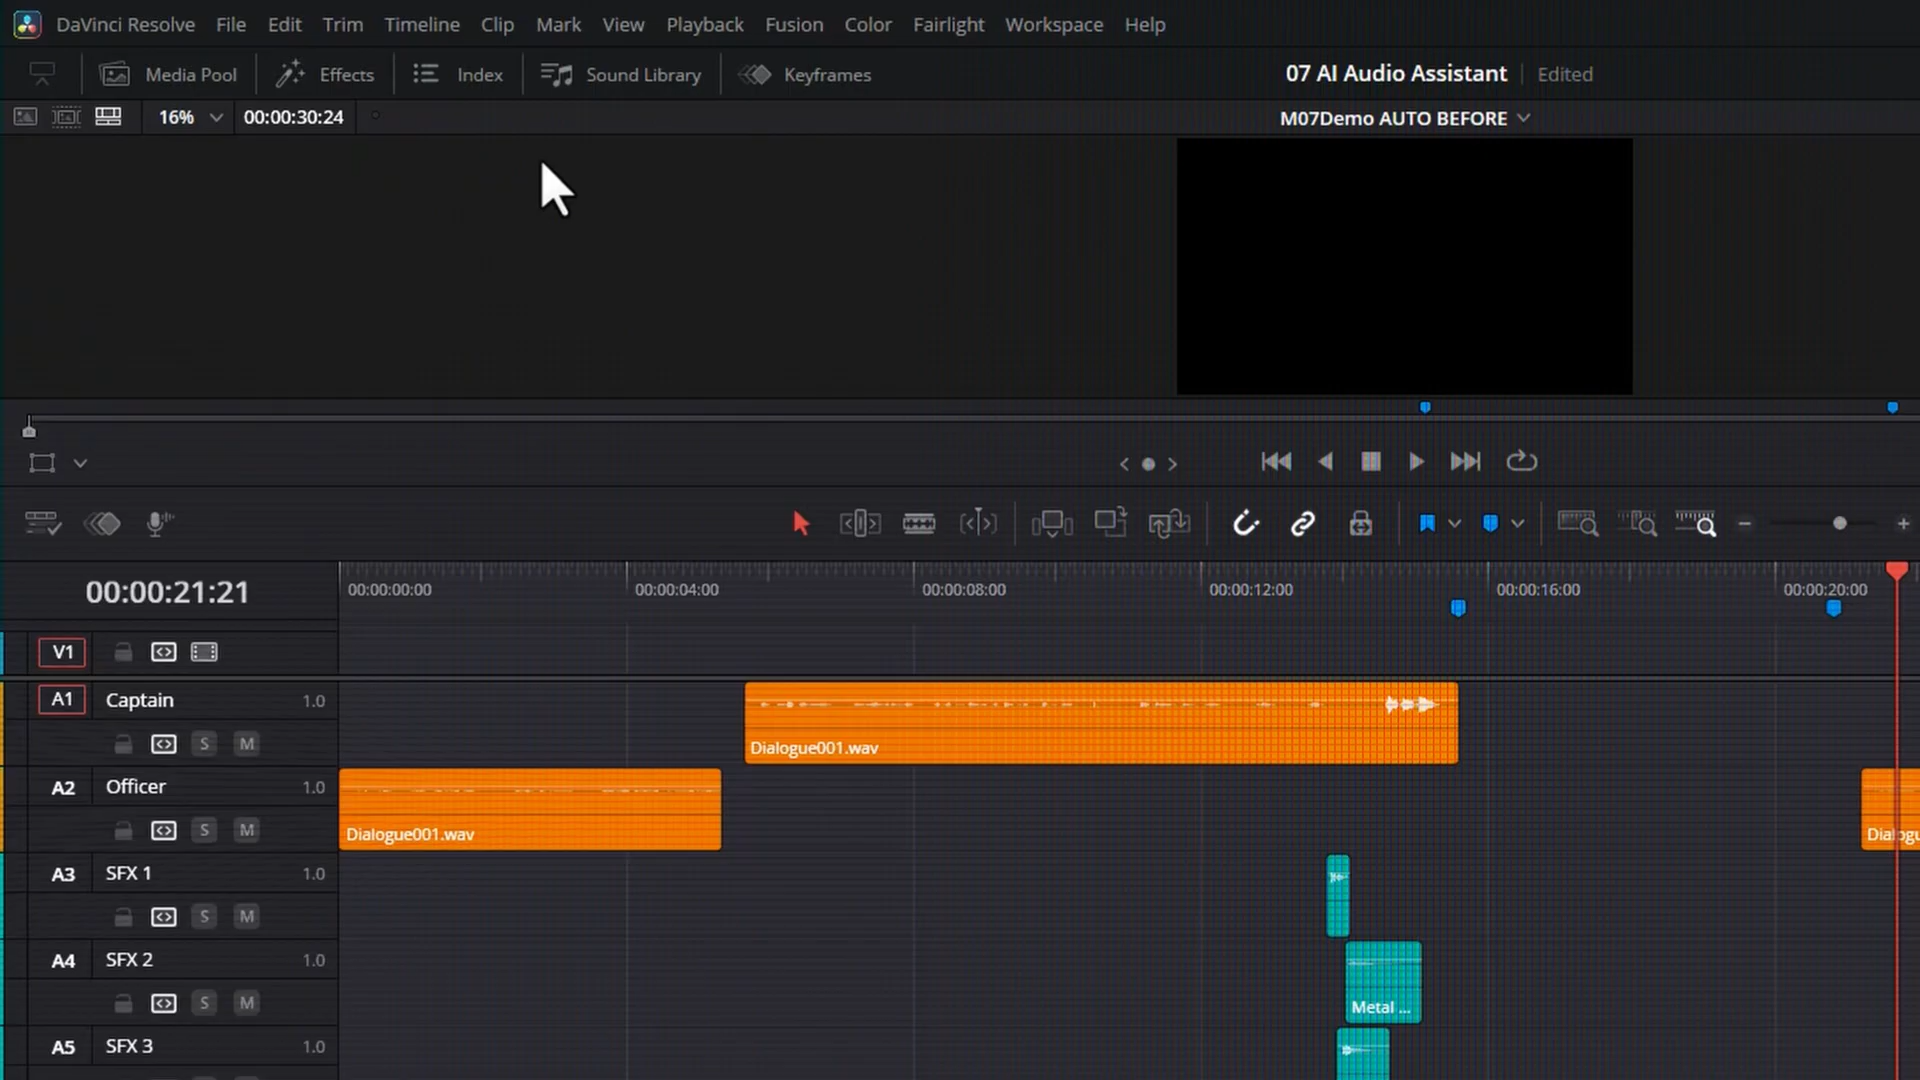 DaVinci Resolve File Edit Trim Timeline Clip Mark View Playback Fusion Color Fairlight Workspace Help
Media Pool Effects Index Sound Library Keyframes 07 AI Audio Assistant Edited
16% 00:00:30:24 M07Demo AUTO BEFORE
00:00:21:21 00:00:00:00 00:00:04:00 00:00:08:00 00:00:12:00 00:00:16:00 00:00:20:00
V1
A1 Captain 1.0
S M Dialogue001.wav
A2 Officer 1.0
S M Dialogue001.wav Dialogu
A3 SFX 1 1.0
S M
A4 SFX 2 1.0
S M Metal ...
A5 SFX 3 1.0